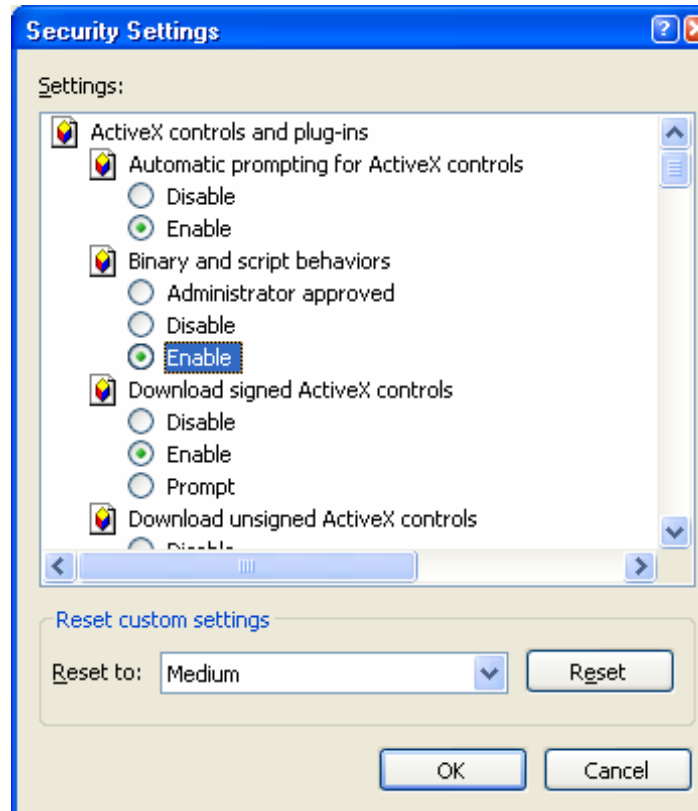 Security Settings
Settings:
ActiveX controls and plug-ins
Automatic prompting for ActiveX controls
Disable
Enable
Binary and script behaviors
Administrator approved
Disable
Enable
Download signed ActiveX controls
Disable
Enable
Prompt
Download unsigned ActiveX controls
Disable
Reset custom settings
Reset to: Medium Reset
OK Cancel